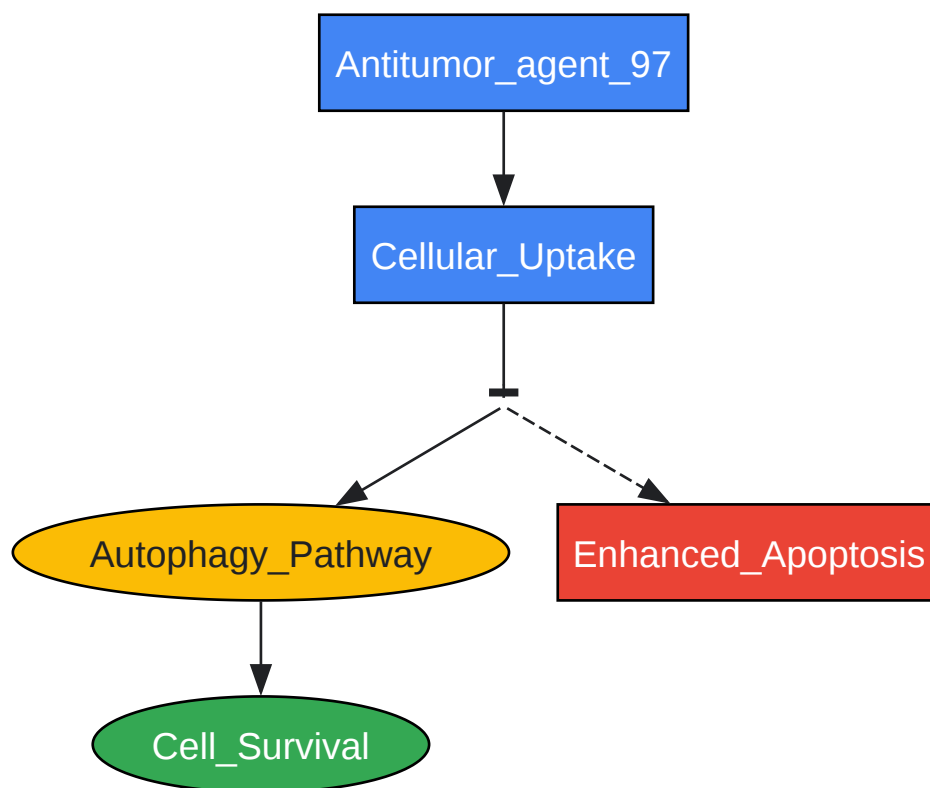 Antitumor_agent_97
Cellular_Uptake
Autophagy_Pathway
Enhanced_Apoptosis
Cell_Survival